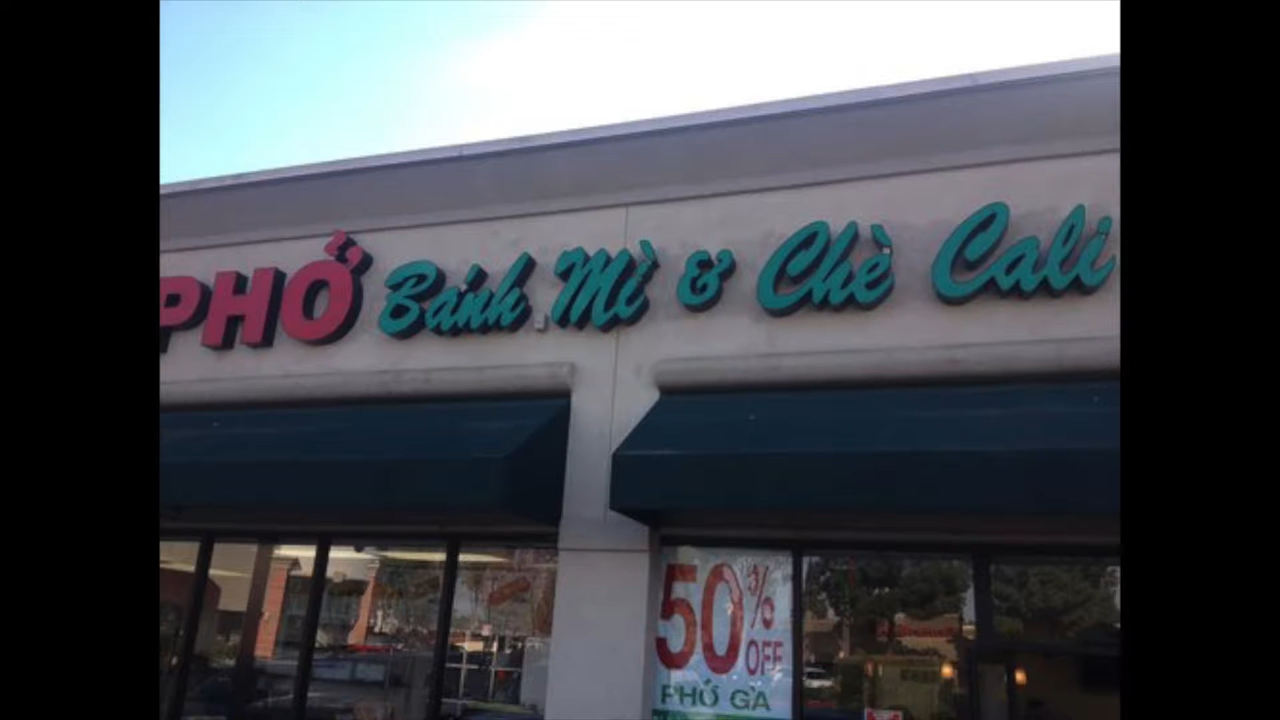 PHỞ Bánh Mì & Chè Cali
50% OFF
PHỞ GÀ